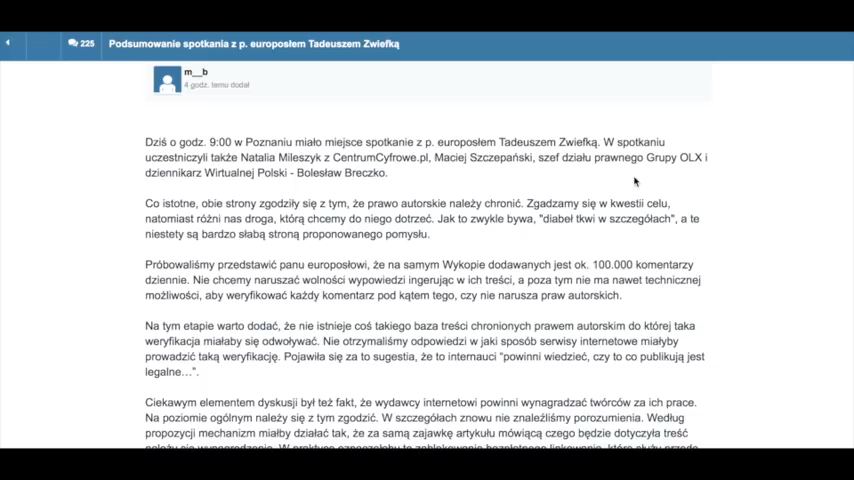 225 Podsumowanie spotkania z p. europosłem Tadeuszem Zwiefką
m__b
4 godz. temu dodał
Dziś o godz. 9:00 w Poznaniu miało miejsce spotkanie z p. europosłem Tadeuszem Zwiefką. W spotkaniu
uczestniczyli także Natalia Mileszyk z CentrumCyfrowe.pl, Maciej Szczepański, szef działu prawnego Grupy OLX i
dziennikarz Wirtualnej Polski - Bolesław Breczko.
Co istotne, obie strony zgodziły się z tym, że prawo autorskie należy chronić. Zgadzamy się w kwestii celu,
natomiast różni nas droga, którą chcemy do niego dotrzeć. Jak to zwykle bywa, "diabeł tkwi w szczegółach", a te
niestety są bardzo słabą stroną proponowanego pomysłu.
Próbowaliśmy przedstawić panu europosłowi, że na samym Wykopie dodawanych jest ok. 100.000 komentarzy
dziennie. Nie chcemy naruszać wolności wypowiedzi ingerując w ich treści, a poza tym nie ma nawet technicznej
możliwości, aby weryfikować każdy komentarz pod kątem tego, czy nie narusza praw autorskich.
Na tym etapie warto dodać, że nie istnieje coś takiego baza treści chronionych prawem autorskim do której taka
weryfikacja miałaby się odwoływać. Nie otrzymaliśmy odpowiedzi w jaki sposób serwisy internetowe miałyby
prowadzić taką weryfikację. Pojawiła się za to sugestia, że to internauci "powinni wiedzieć, czy to co publikują jest
legalne…".
Ciekawym elementem dyskusji był też fakt, że wydawcy internetowi powinni wynagradzać twórców za ich prace.
Na poziomie ogólnym należy się z tym zgodzić. W szczegółach znowu nie znaleźliśmy porozumienia. Według
propozycji mechanizm miałby działać tak, że za samą zajawkę artykułu mówiącą czego będzie dotyczyła treść